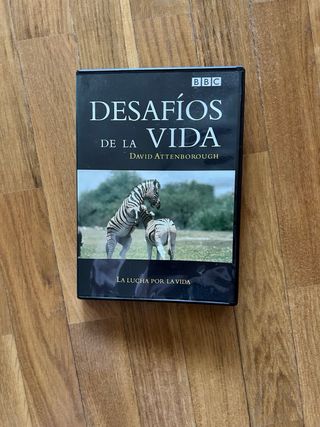 BBC
DESAFÍOS
DE LA VIDA
DAVID ATTENBOROUGH
LA LUCHA POR LA VIDA